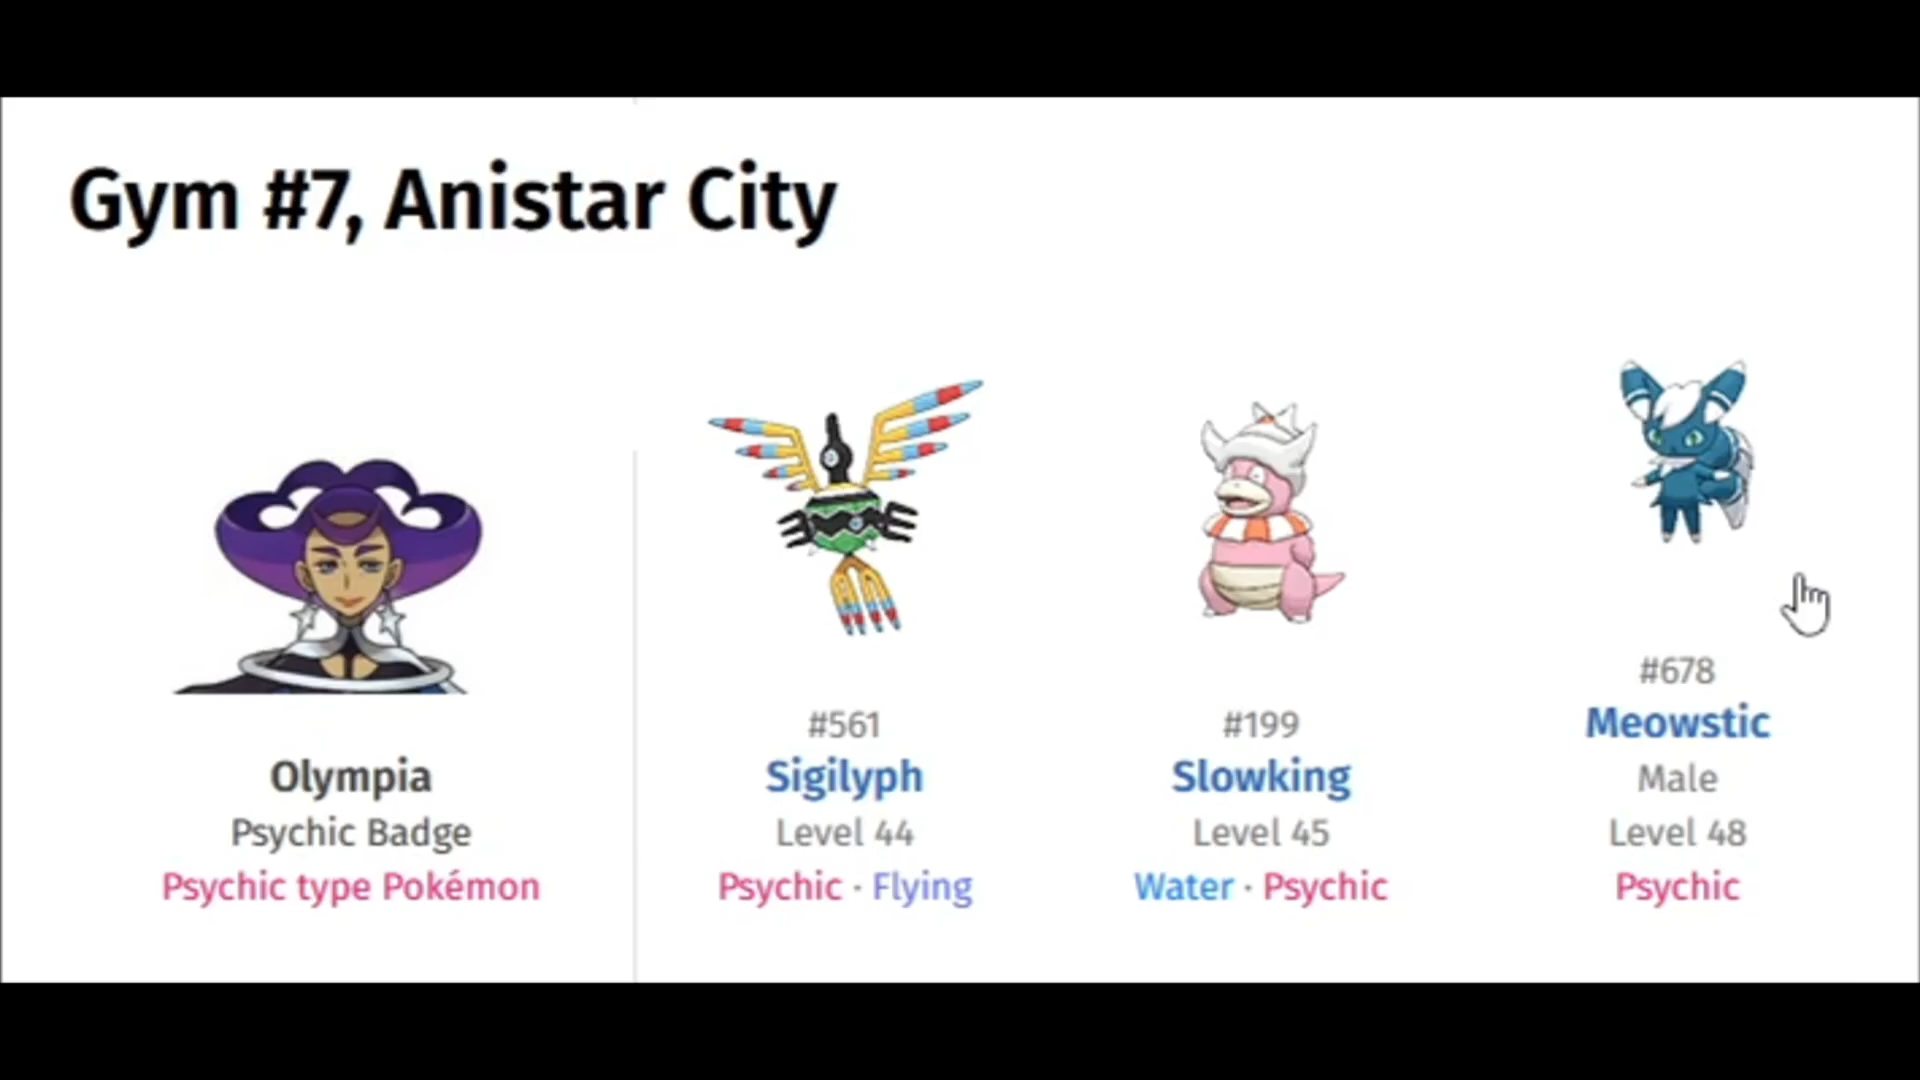 Gym #7, Anistar City
Olympia
Psychic Badge
Psychic type Pokémon
#561
Sigilyph
Level 44
Psychic · Flying
#199
Slowking
Level 45
Water · Psychic
#678
Meowstic
Male
Level 48
Psychic